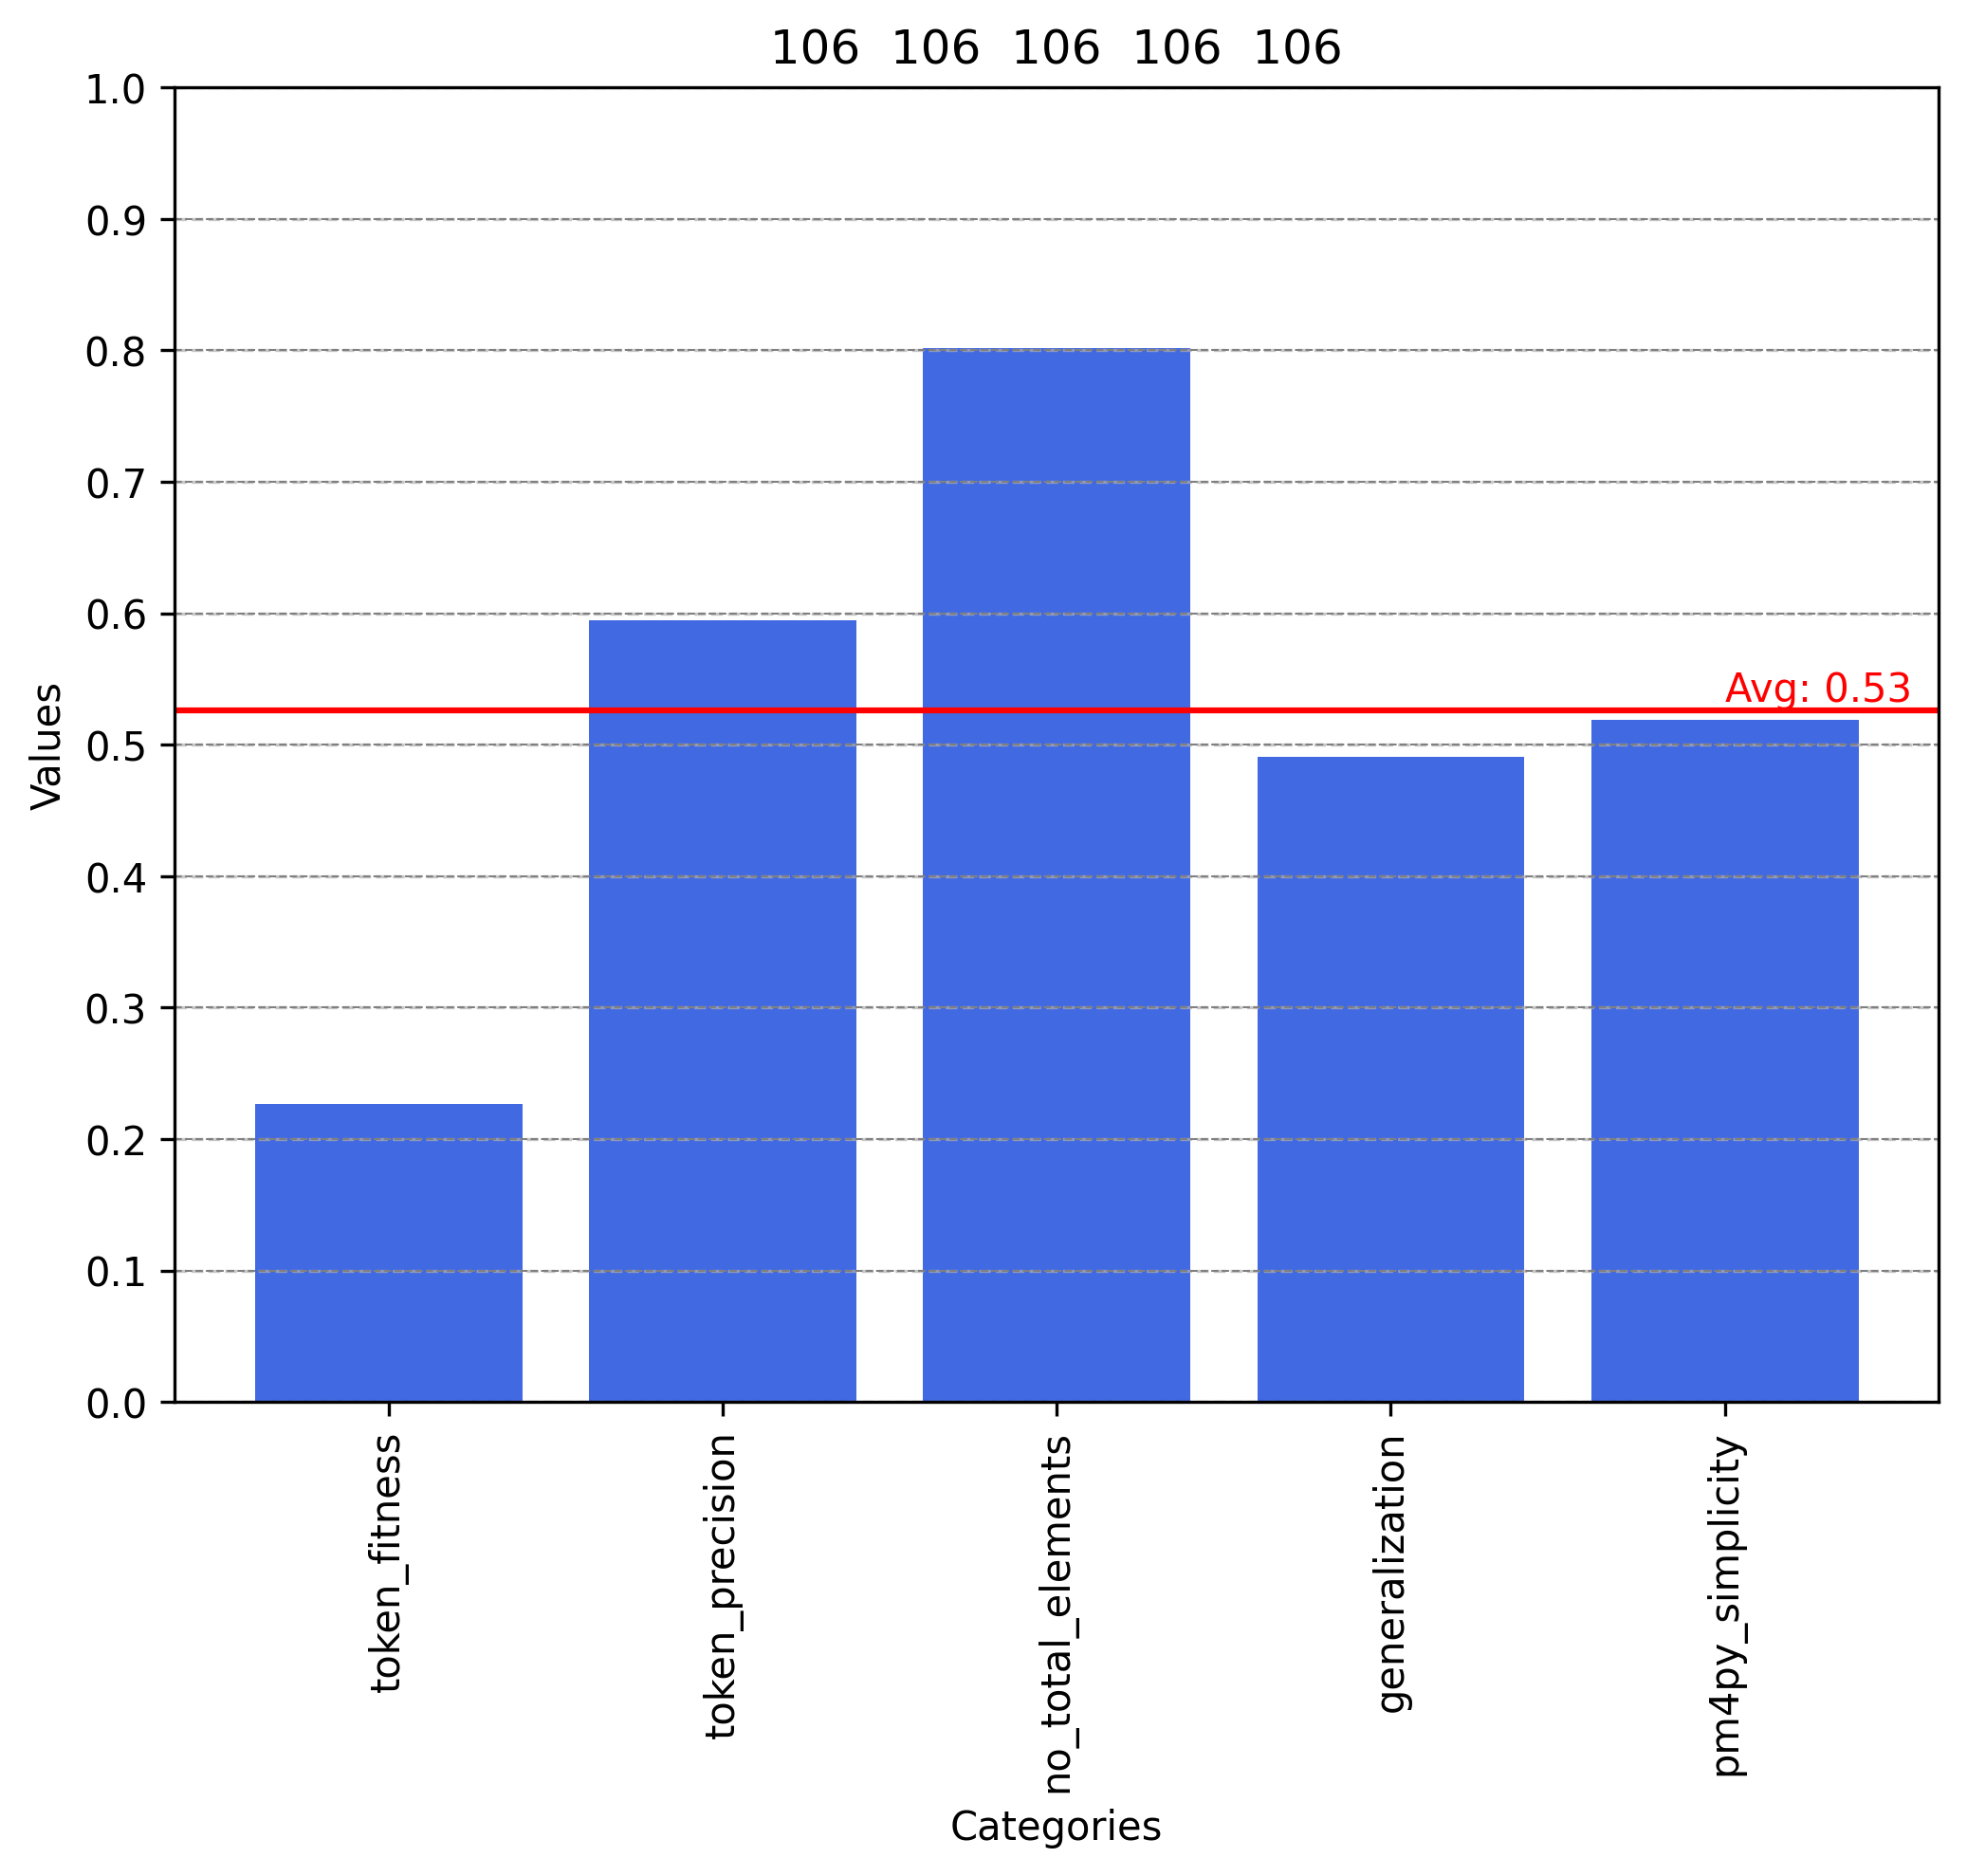 106 106 106 106 106
1.0
0.9
0.8
0.7
0.6
0.5
0.4
0.3
0.2
0.1
0.0
Values
Avg: 0.53
token_fitness
token_precision
no_total_elements
generalization
pm4py_simplicity
Categories